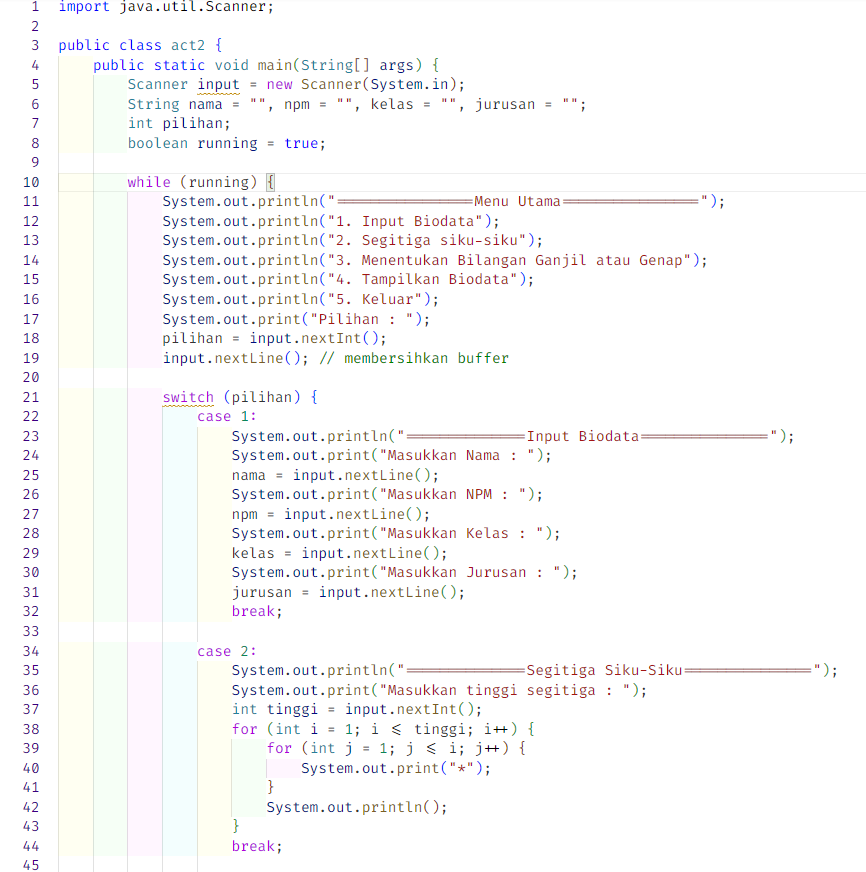 1 import java.util.Scanner;
2
3 public class act2 {
4     public static void main(String[] args) {
5         Scanner input = new Scanner(System.in);
6         String nama = "", npm = "", kelas = "", jurusan = "";
7         int pilihan;
8         boolean running = true;
9
10         while (running) {
11             System.out.println("================Menu Utama================");
12             System.out.println("1. Input Biodata");
13             System.out.println("2. Segitiga siku-siku");
14             System.out.println("3. Menentukan Bilangan Ganjil atau Genap");
15             System.out.println("4. Tampilkan Biodata");
16             System.out.println("5. Keluar");
17             System.out.print("Pilihan : ");
18             pilihan = input.nextInt();
19             input.nextLine(); // membersihkan buffer
20
21             switch (pilihan) {
22                 case 1:
23                     System.out.println("==============Input Biodata===============");
24                     System.out.print("Masukkan Nama : ");
25                     nama = input.nextLine();
26                     System.out.print("Masukkan NPM : ");
27                     npm = input.nextLine();
28                     System.out.print("Masukkan Kelas : ");
29                     kelas = input.nextLine();
30                     System.out.print("Masukkan Jurusan : ");
31                     jurusan = input.nextLine();
32                     break;
33
34                 case 2:
35                     System.out.println("==============Segitiga Siku-Siku===============");
36                     System.out.print("Masukkan tinggi segitiga : ");
37                     int tinggi = input.nextInt();
38                     for (int i = 1; i <= tinggi; i++) {
39                         for (int j = 1; j <= i; j++) {
40                             System.out.print("*");
41                         }
42                         System.out.println();
43                     }
44                     break;
45